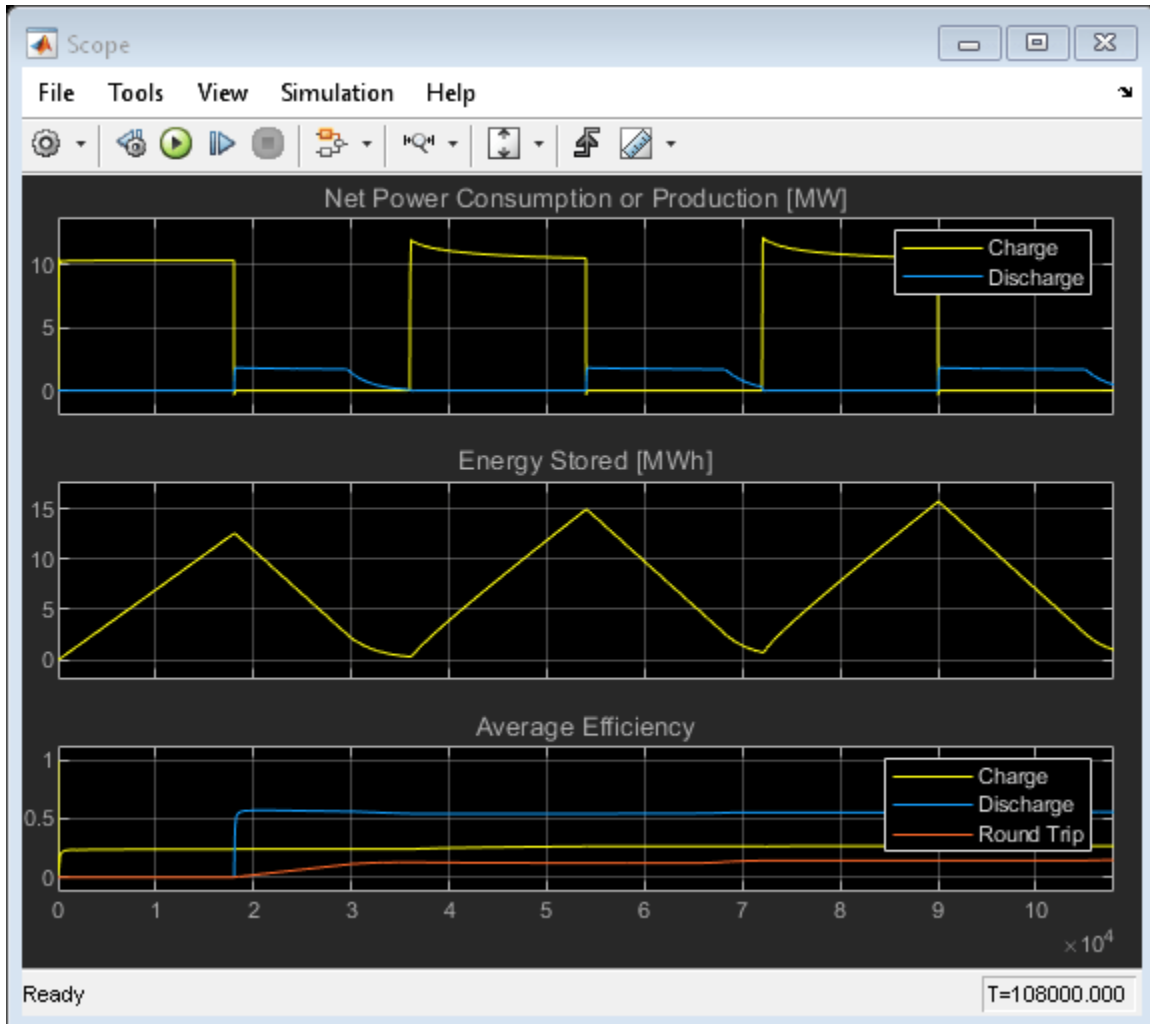 Scope
File Tools View Simulation Help
Net Power Consumption or Production [MW]
Charge
Discharge
10
5
0
Energy Stored [MWh]
15
10
5
0
Average Efficiency
Charge
Discharge
Round Trip
1
0.5
0
0 1 2 3 4 5 6 7 8 9 10
×10⁴
Ready T=108000.000